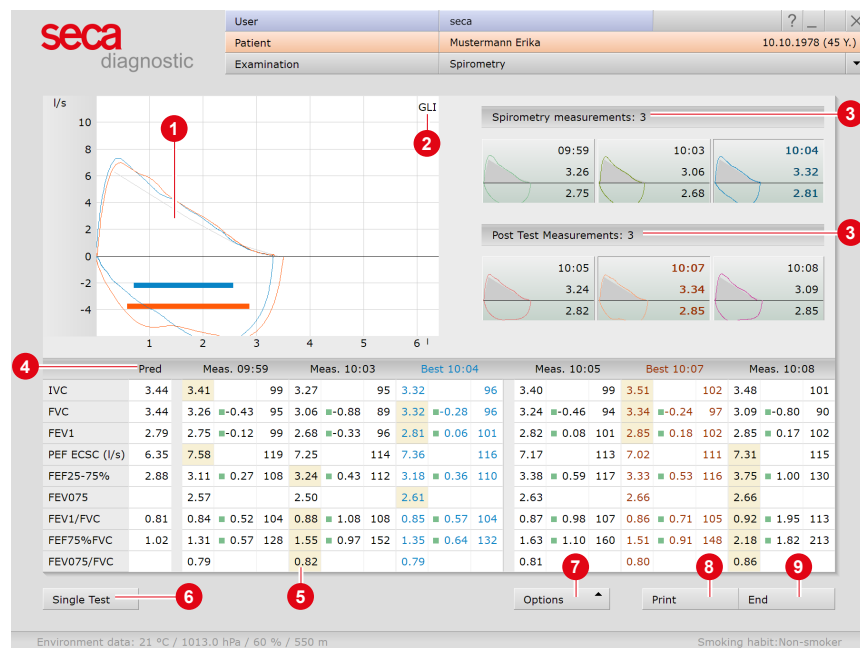 seca
diagnostic
User seca ? _ X
Patient Mustermann Erika 10.10.1978 (45 Y.)
Examination Spirometry
l/s
10
8
6
4
2
0
-2
-4
1 2 3 4 5 6 l
GLI
1
2
Spirometry measurements: 3
3
09:59 3.26 2.75
10:03 3.06 2.68
10:04 3.32 2.81
Post Test Measurements: 3
3
10:05 3.24 2.82
10:07 3.34 2.85
10:08 3.09 2.85
4
Pred Meas. 09:59 Meas. 10:03 Best 10:04 Meas. 10:05 Best 10:07 Meas. 10:08
IVC 3.44 3.41 99 3.27 95 3.32 96 3.40 99 3.51 102 3.48 101
FVC 3.44 3.26 -0.43 95 3.06 -0.88 89 3.32 -0.28 96 3.24 -0.46 94 3.34 -0.24 97 3.09 -0.80 90
FEV1 2.79 2.75 -0.12 99 2.68 -0.33 96 2.81 0.06 101 2.82 0.08 101 2.85 0.18 102 2.85 0.17 102
PEF ECSC (l/s) 6.35 7.58 119 7.25 114 7.36 116 7.17 113 7.02 111 7.31 115
FEF25-75% 2.88 3.11 0.27 108 3.24 0.43 112 3.18 0.36 110 3.38 0.59 117 3.33 0.53 116 3.75 1.00 130
FEV075 2.57 2.50 2.61 2.63 2.66 2.66
FEV1/FVC 0.81 0.84 0.52 104 0.88 1.08 108 0.85 0.57 104 0.87 0.98 107 0.86 0.71 105 0.92 1.95 113
FEF75%FVC 1.02 1.31 0.57 128 1.55 0.97 152 1.35 0.64 132 1.63 1.10 160 1.51 0.91 148 2.18 1.82 213
FEV075/FVC 0.79 0.82 0.79 0.81 0.80 0.86
5
6
7
8
9
Single Test Options Print End
Environment data: 21 ºC / 1013.0 hPa / 60 % / 550 m Smoking habit:Non-smoker